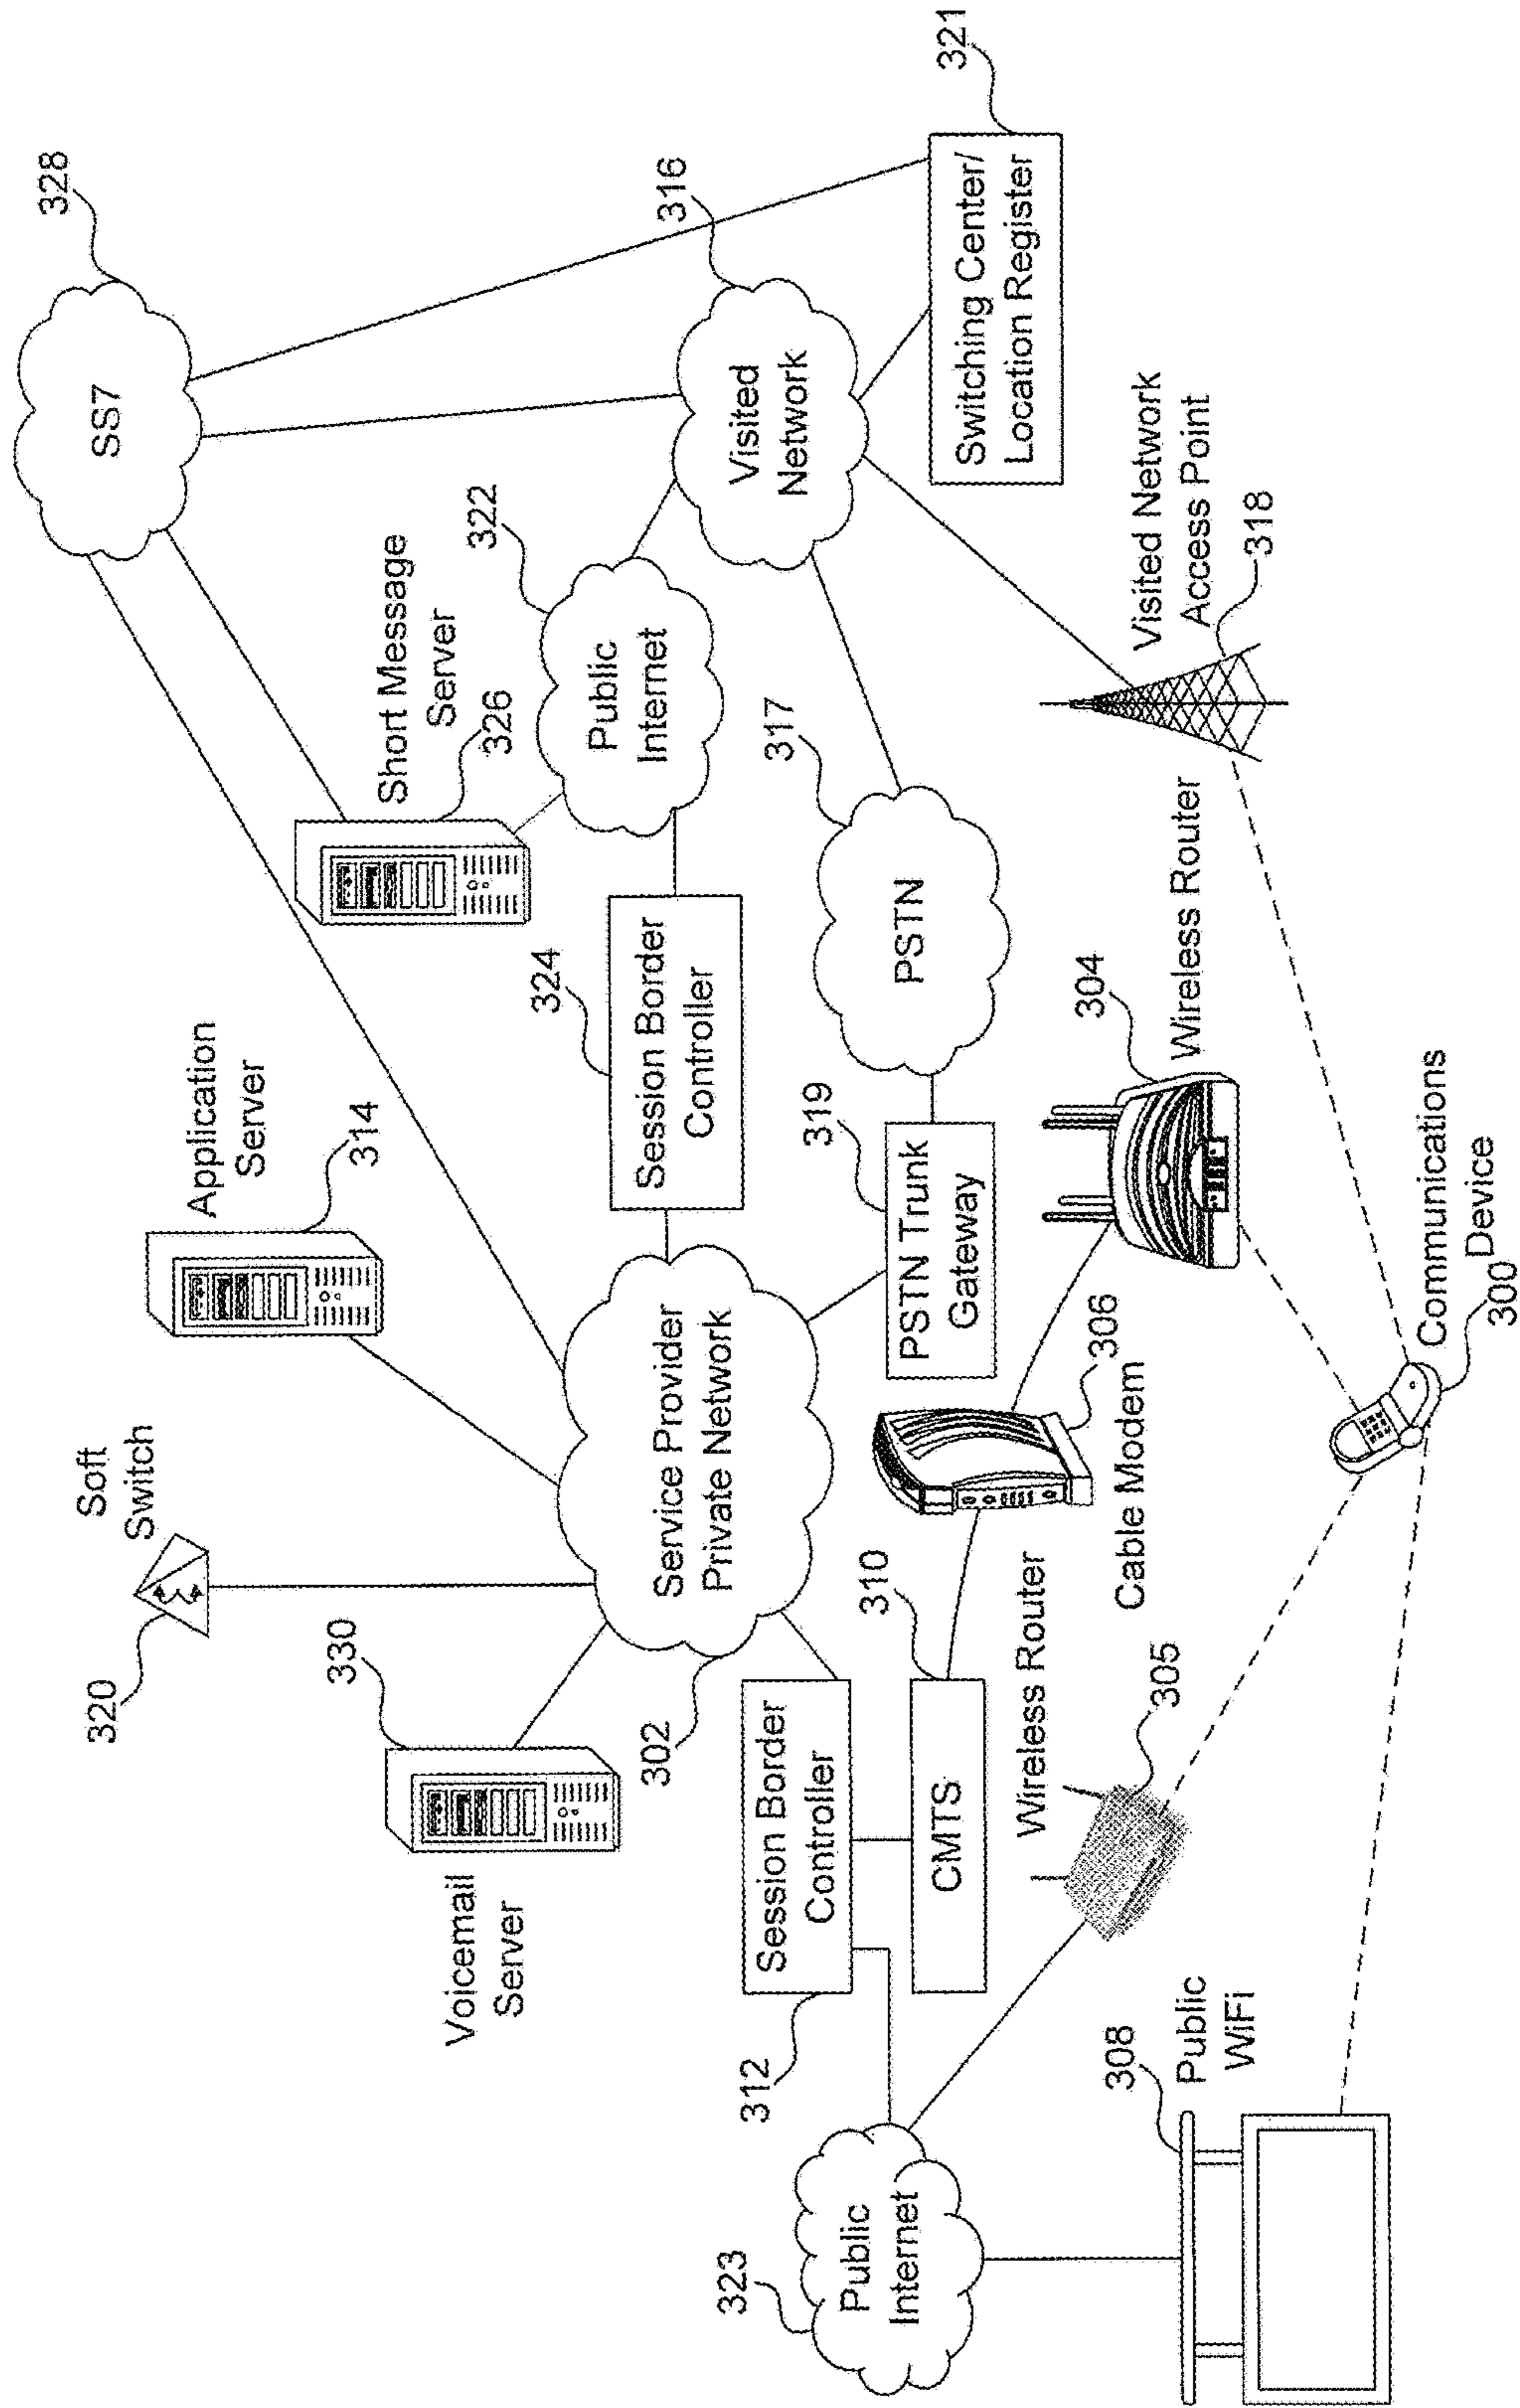 320
Soft
Switch
Application
Server
314
328
SS7
330
Voicemail
Server
Short Message
Server
326
322
Public
Internet
324
Session Border
Controller
302
Service Provider
Private Network
316
Visited
Network
321
Switching Center/
Location Register
317
PSTN
319
PSTN Trunk
Gateway
312
Session Border
Controller
310
CMTS
323
Public
Internet
306
Cable Modem
304
Wireless Router
Visited Network
Access Point
318
Wireless Router
305
308
Public
WiFi
Communications
Device
300